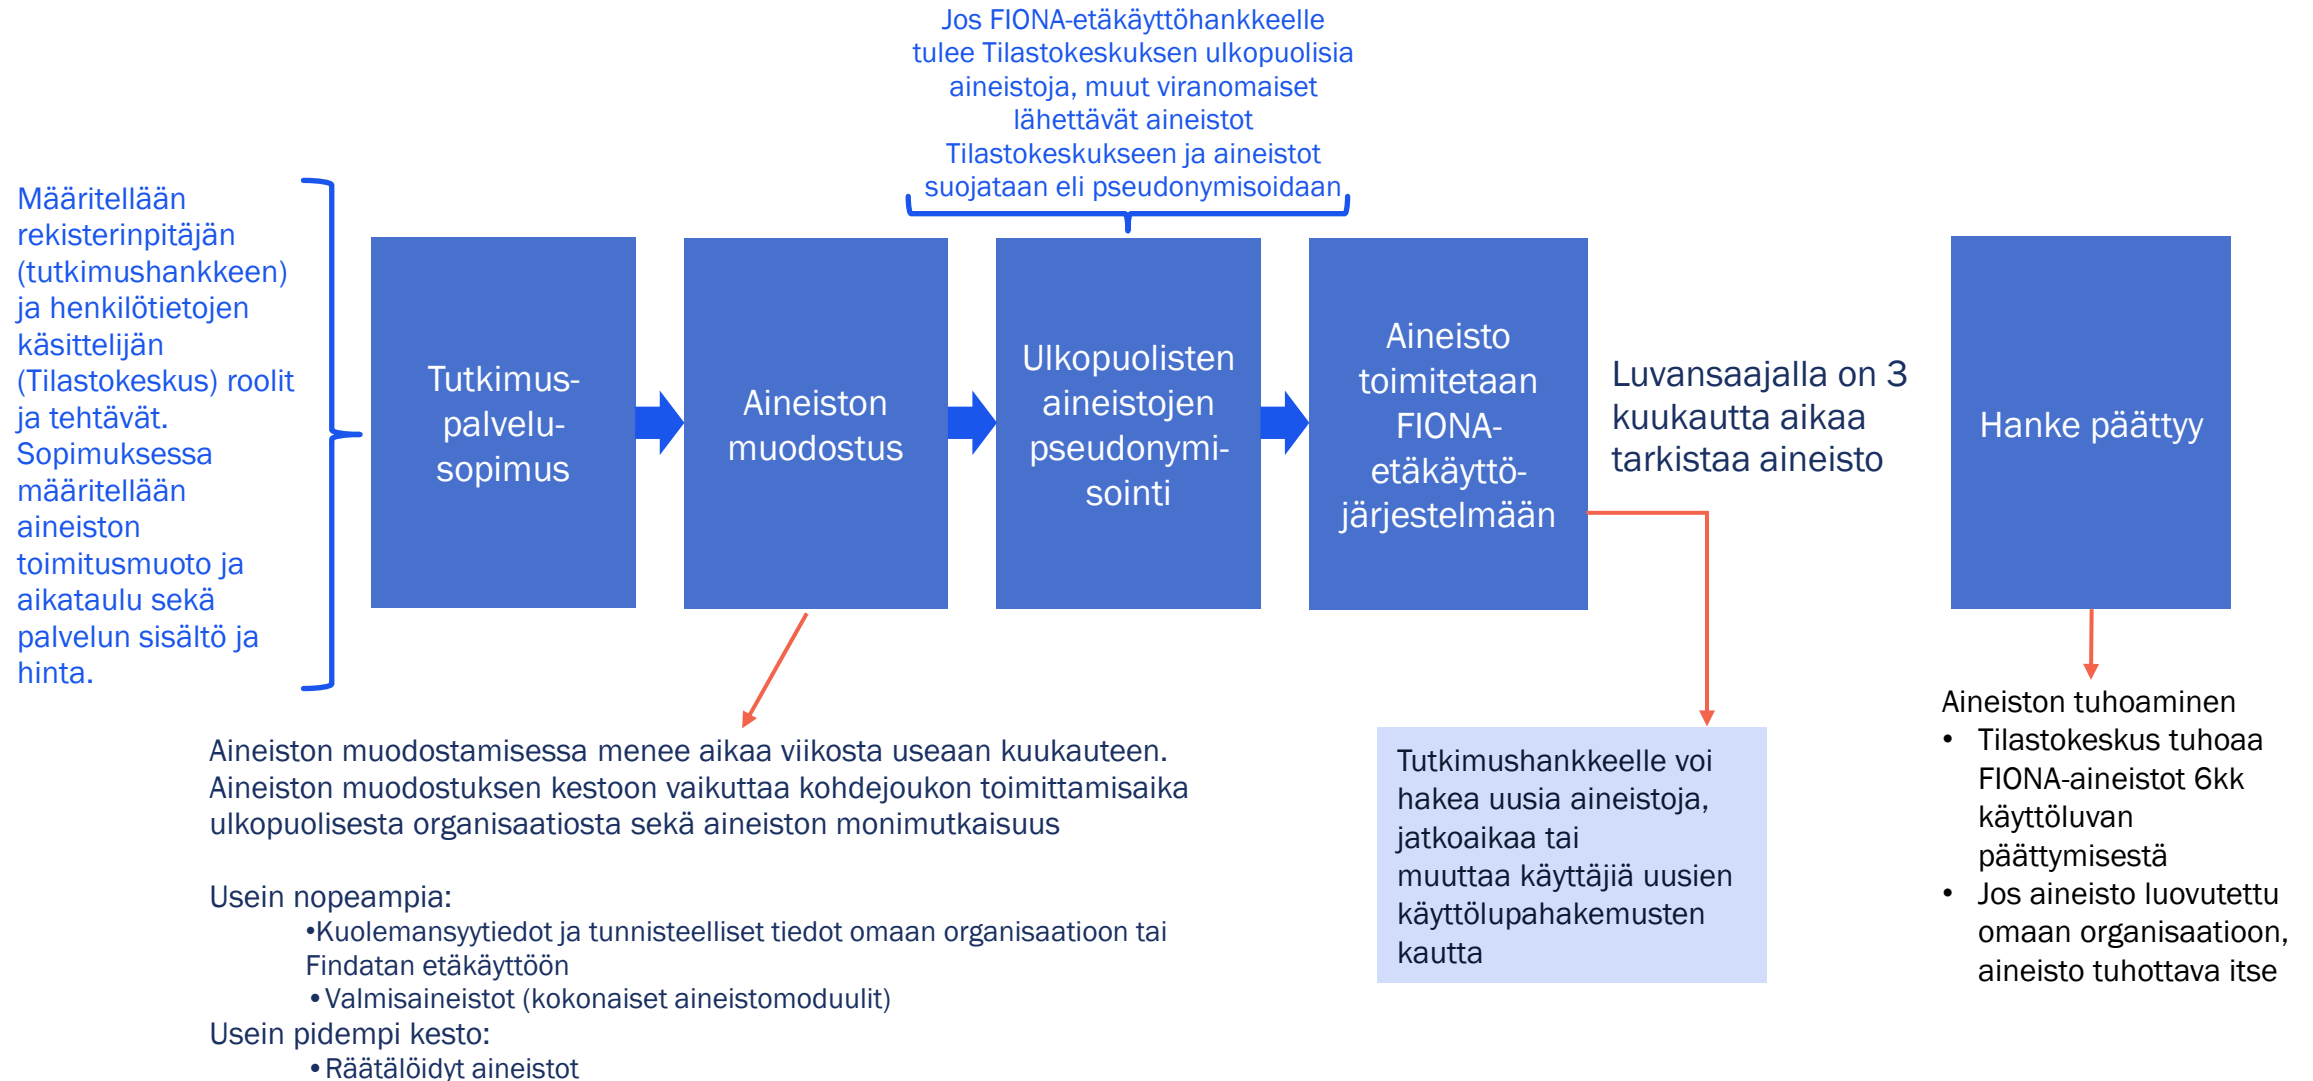 Jos FIONA-etäkäyttöhankkeelle
tulee Tilastokeskuksen ulkopuolisia
aineistoja, muut viranomaiset
lähettävät aineistot
Tilastokeskukseen ja aineistot
suojataan eli pseudonymisoidaan
Määritellään
rekisterinpitäjän
(tutkimushankkeen)
ja henkilötietojen
käsittelijän
(Tilastokeskus) roolit
ja tehtävät.
Sopimuksessa
määritellään
aineiston
toimitusmuoto ja
aikataulu sekä
palvelun sisältö ja
hinta.
Tutkimus-
palvelu-
sopimus
Aineiston
muodostus
Ulkopuolisten
aineistojen
pseudonymi-
sointi
Aineisto
toimitetaan
FIONA-
etäkäyttö-
järjestelmään
Luvansaajalla on 3
kuukautta aikaa
tarkistaa aineisto
Hanke päättyy
Aineiston muodostamisessa menee aikaa viikosta useaan kuukauteen.
Aineiston muodostuksen kestoon vaikuttaa kohdejoukon toimittamisaika
ulkopuolisesta organisaatiosta sekä aineiston monimutkaisuus
Usein nopeampia:
•Kuolemansyytiedot ja tunnisteelliset tiedot omaan organisaatioon tai
Findatan etäkäyttöön
•Valmisaineistot (kokonaiset aineistomoduulit)
Usein pidempi kesto:
•Räätälöidyt aineistot
Tutkimushankkeelle voi
hakea uusia aineistoja,
jatkoaikaa tai
muuttaa käyttäjiä uusien
käyttölupahakemusten
kautta
Aineiston tuhoaminen
• Tilastokeskus tuhoaa
FIONA-aineistot 6kk
käyttöluvan
päättymisestä
• Jos aineisto luovutettu
omaan organisaatioon,
aineisto tuhottava itse